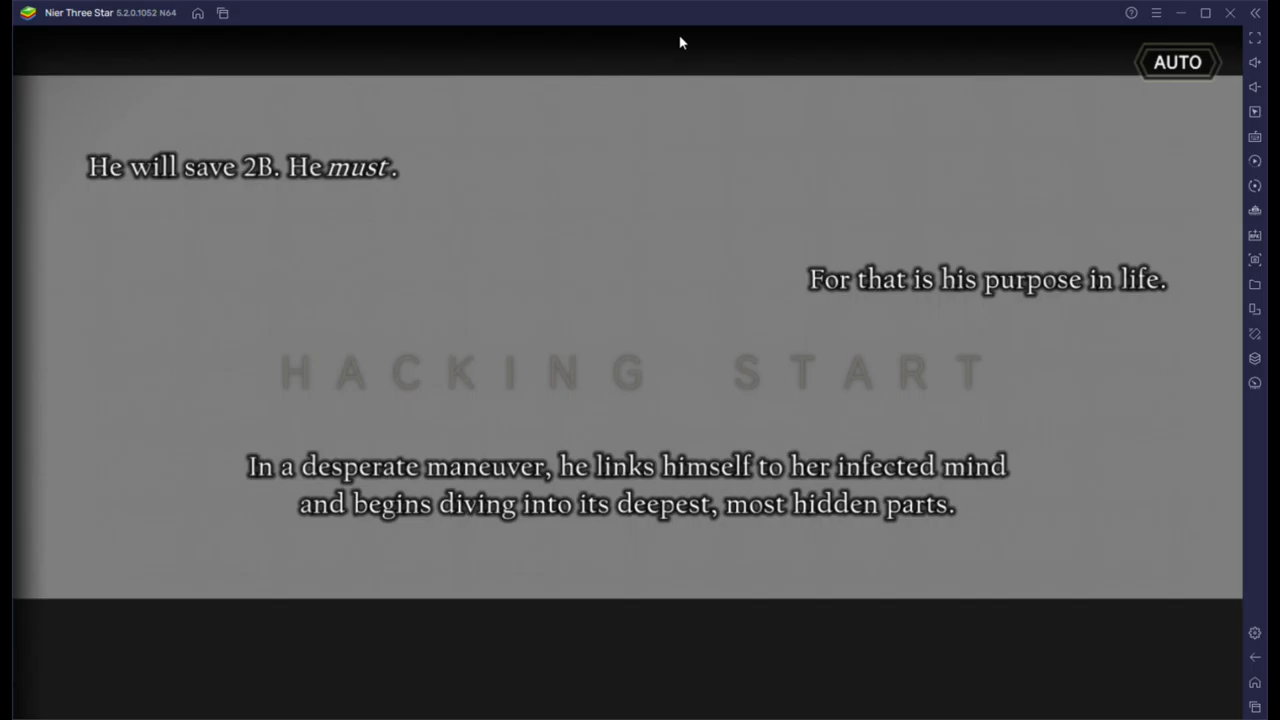 Nier Three Star 5.2.0.1052 N64
AUTO
He will save 2B. He must.
For that is his purpose in life.
HACKING START
In a desperate maneuver, he links himself to her infected mind
and begins diving into its deepest, most hidden parts.